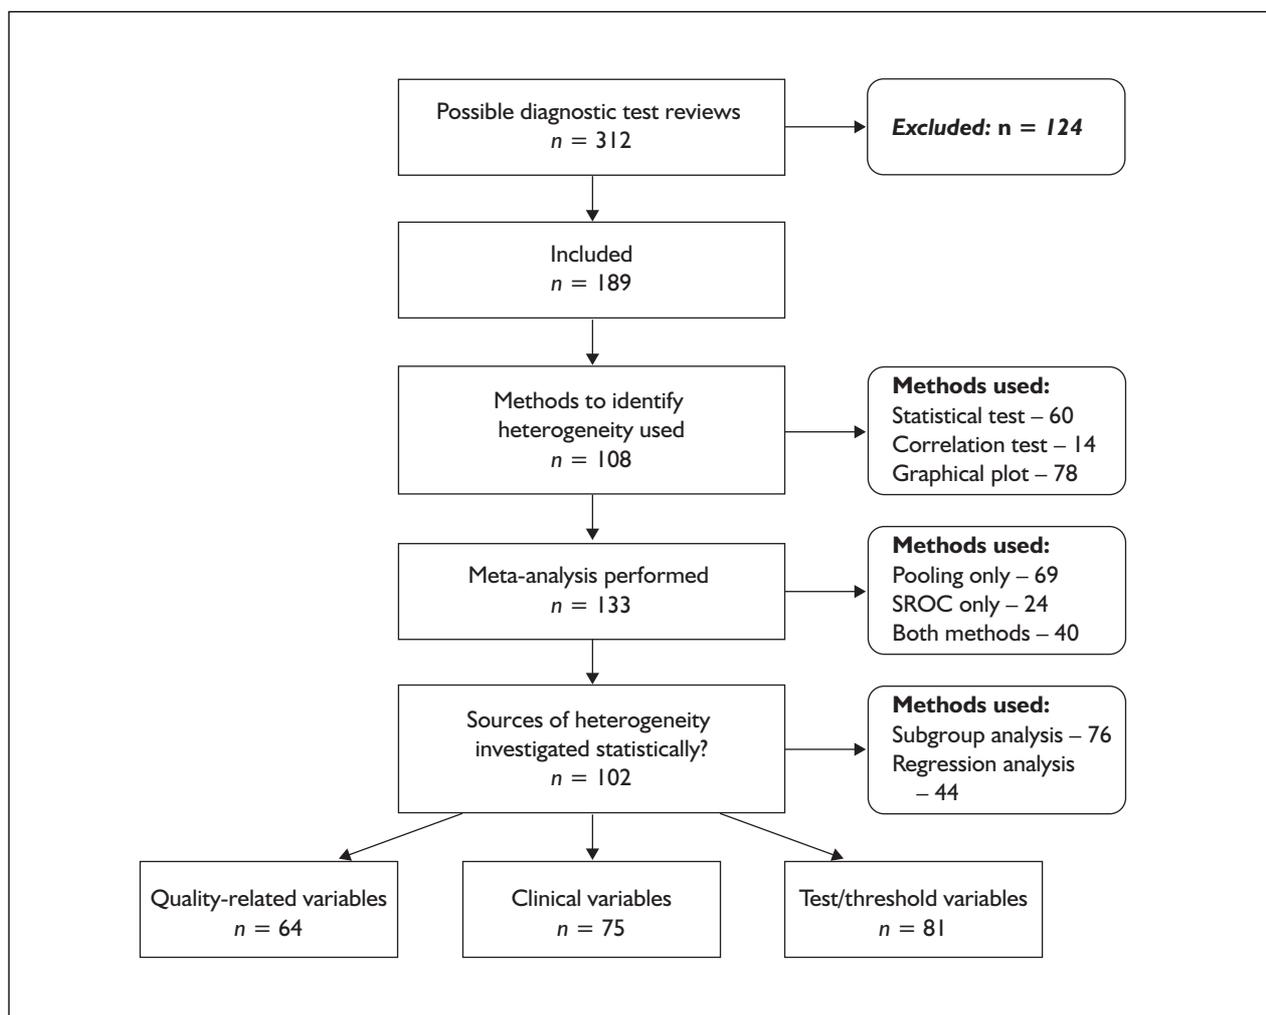 Possible diagnostic test reviews
n = 312
Excluded: n = 124
Included
n = 189
Methods to identify
heterogeneity used
n = 108
Methods used:
Statistical test – 60
Correlation test – 14
Graphical plot – 78
Meta-analysis performed
n = 133
Methods used:
Pooling only – 69
SROC only – 24
Both methods – 40
Sources of heterogeneity
investigated statistically?
n = 102
Methods used:
Subgroup analysis – 76
Regression analysis
– 44
Quality-related variables
n = 64
Clinical variables
n = 75
Test/threshold variables
n = 81